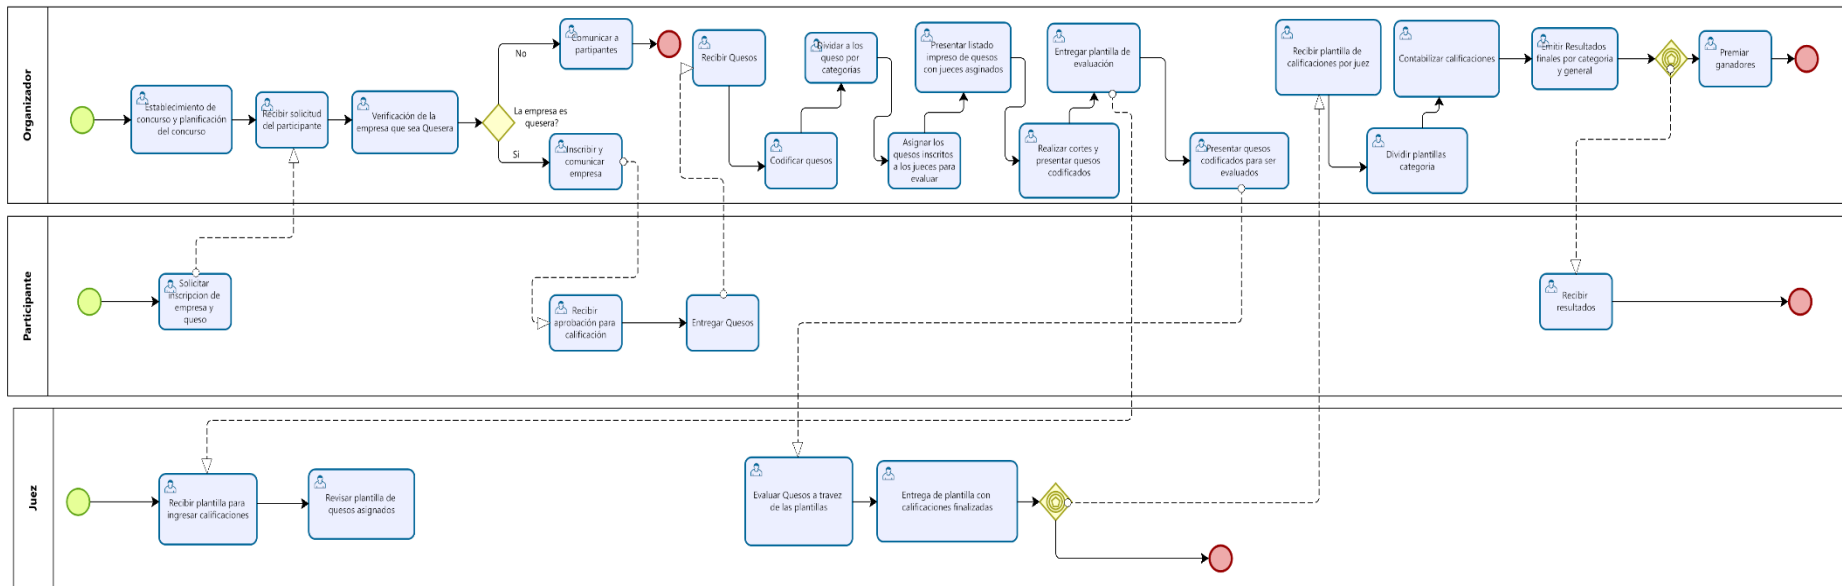 Organizador
Establecimiento de
concurso y planificación
del concurso
Recibir solicitud
del participante
Verificación de la
empresa que sea Quesera
No
La empresa es
quesera?
Si
Comunicar a
partipantes
Inscribir y
comunicar
empresa
Recibir Quesos
Codificar quesos
Dividar a los
queso por
categorias
Asignar los
quesos inscritos
a los jueces para
evaluar
Presentar listado
impreso de quesos
con jueces asginados
Realizar cortes y
presentar quesos
codificados
Entregar plantilla de
evaluación
Presentar quesos
codificados para ser
evaluados
Recibir plantilla de
calificaciones por juez
Dividir plantillas
categoria
Contabilizar calificaciones
Emitir Resultados
finales por categoria
y general
Premiar
ganadores
Participante
Solicitar
inscripcion de
empresa y
queso
Recibir
aprobación para
calificación
Entregar Quesos
Recibir
resultados
Juez
Recibir plantilla para
ingresar calificaciones
Revisar plantilla de
quesos asignados
Evaluar Quesos a travez
de las plantillas
Entrega de plantilla con
calificaciones finalizadas